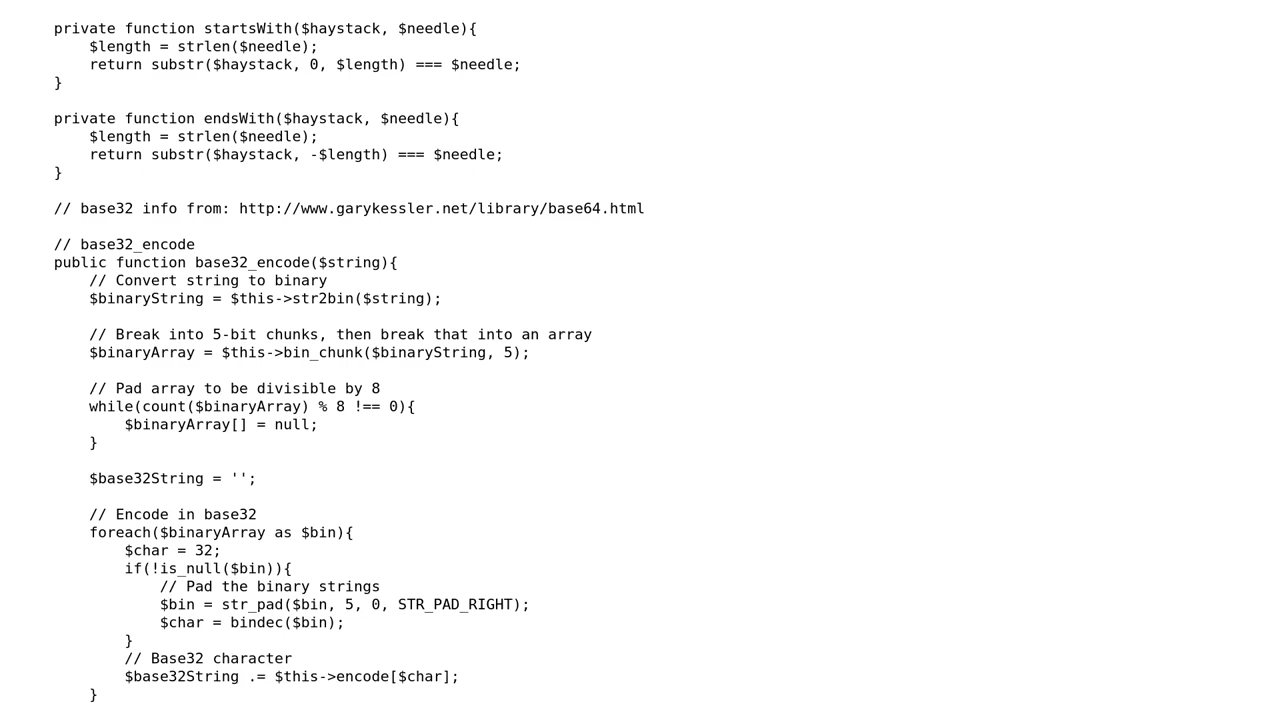 private function startsWith($haystack, $needle){
    $length = strlen($needle);
    return substr($haystack, 0, $length) === $needle;
}

private function endsWith($haystack, $needle){
    $length = strlen($needle);
    return substr($haystack, -$length) === $needle;
}

// base32 info from: http://www.garykessler.net/library/base64.html

// base32_encode
public function base32_encode($string){
    // Convert string to binary
    $binaryString = $this->str2bin($string);

    // Break into 5-bit chunks, then break that into an array
    $binaryArray = $this->bin_chunk($binaryString, 5);

    // Pad array to be divisible by 8
    while(count($binaryArray) % 8 !== 0){
        $binaryArray[] = null;
    }

    $base32String = '';

    // Encode in base32
    foreach($binaryArray as $bin){
        $char = 32;
        if(!is_null($bin)){
            // Pad the binary strings
            $bin = str_pad($bin, 5, 0, STR_PAD_RIGHT);
            $char = bindec($bin);
        }
        // Base32 character
        $base32String .= $this->encode[$char];
    }